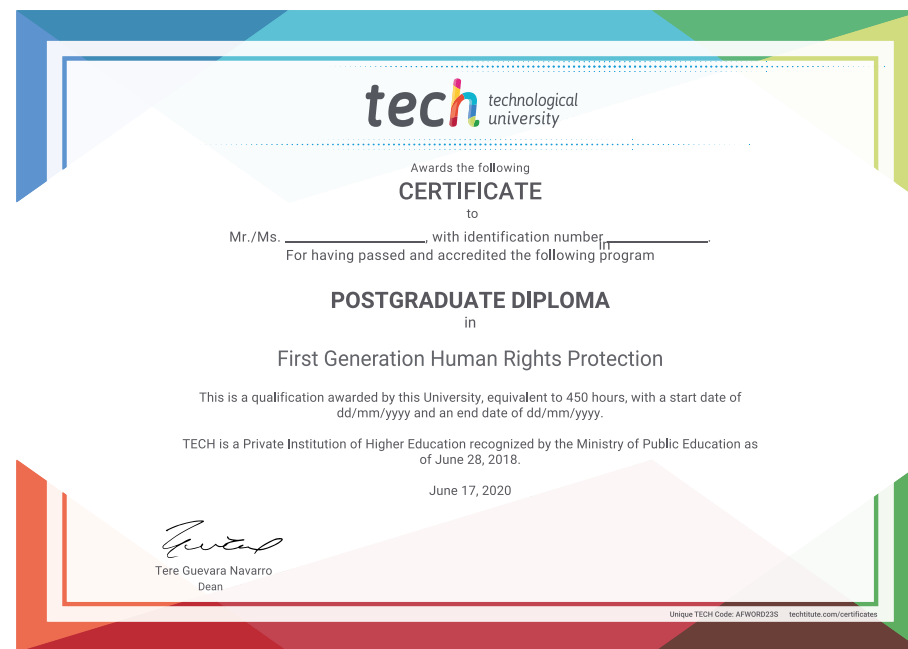 tech technological
university
Awards the following
CERTIFICATE
to
Mr./Ms. ____________________, with identification number ______________.
in
For having passed and accredited the following program
POSTGRADUATE DIPLOMA
in
First Generation Human Rights Protection
This is a qualification awarded by this University, equivalent to 450 hours, with a start date of
dd/mm/yyyy and an end date of dd/mm/yyyy.
TECH is a Private Institution of Higher Education recognized by the Ministry of Public Education as
of June 28, 2018.
June 17, 2020
Tere Guevara Navarro
Dean
Unique TECH Code: AFWORD23S techtitute.com/certificates